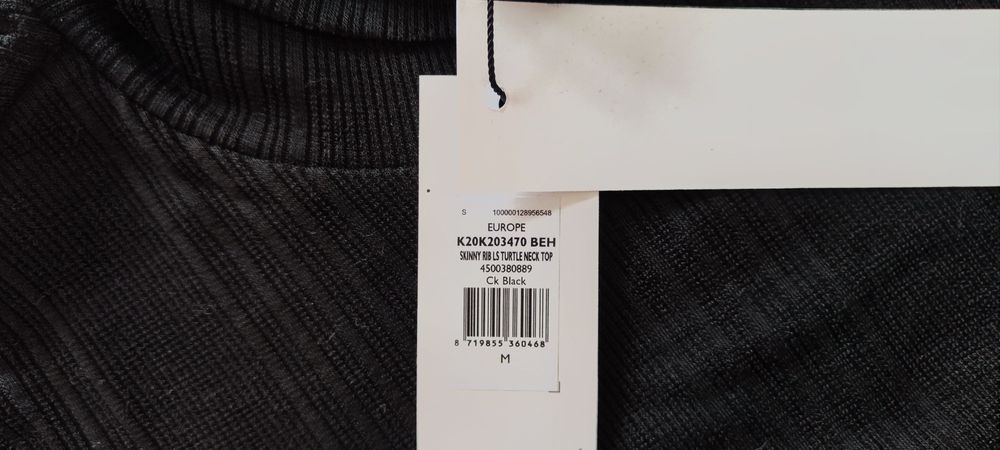 S 100000128956548
EUROPE
K20K203470 BEH
SKINNY RIB LS TURTLE NECK TOP
4500380889
Ck Black
8 719855 360468
M